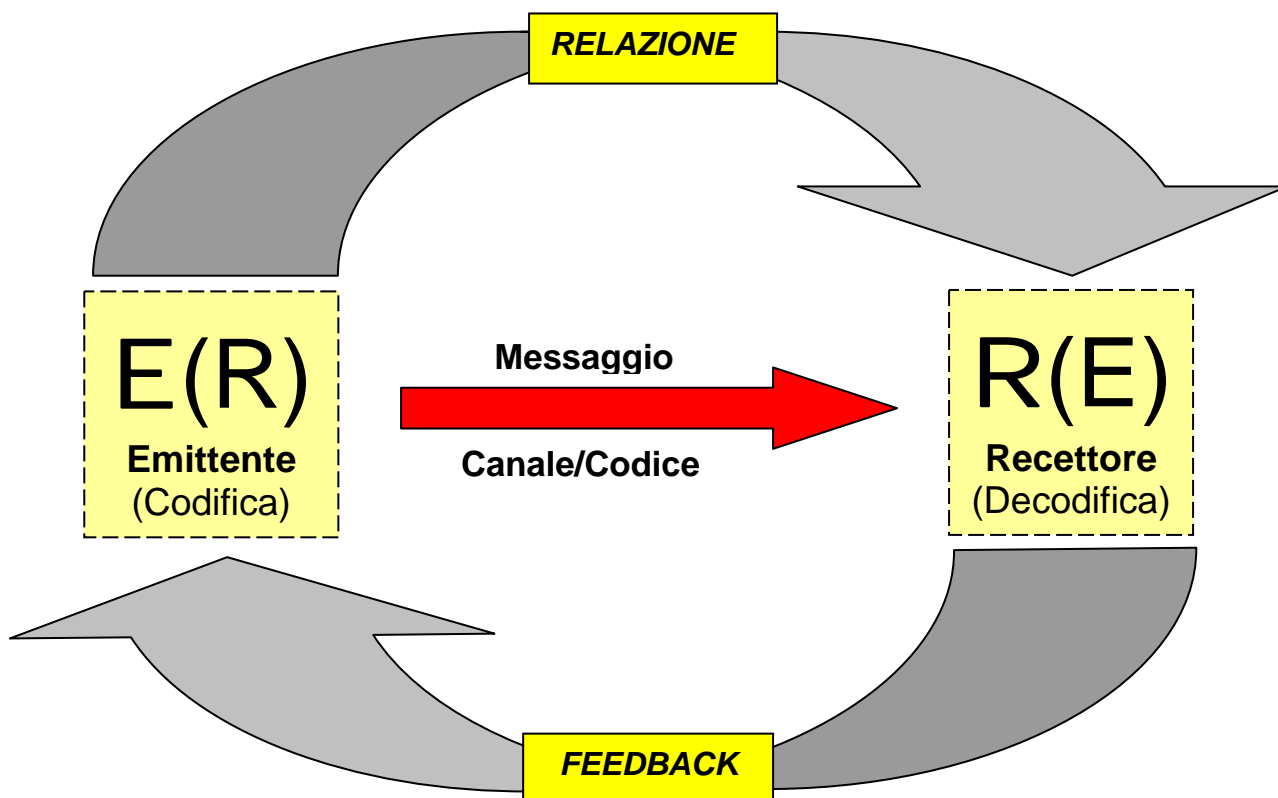 RELAZIONE
E(R)
Emittente
(Codifica)
Messaggio
Canale/Codice
R(E)
Recettore
(Decodifica)
FEEDBACK